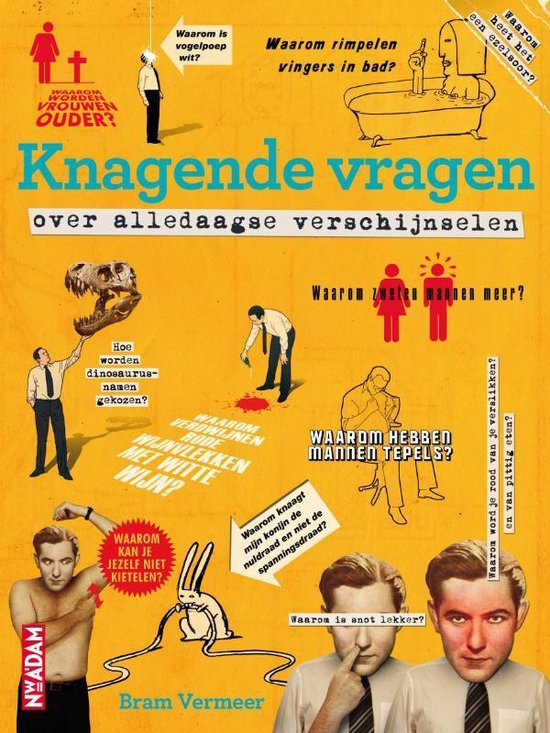 WAAROM
WORDEN
VROUWEN
OUDER?
Waarom is
vogelpoep
wit?
Waarom rimpelen
vingers in bad?
Waarom
heet het
een ezelsoor?
Knagende vragen
over alledaagse verschijnselen
Waarom zweten mannen meer?
Hoe
worden
dinosaurus-
namen
gekozen?
WAAROM
VERDWIJNEN
RODE
WIJNVLEKKEN
MET WITTE
WIJN?
WAAROM HEBBEN
MANNEN TEPELS?
Waarom word je rood van je verslikken?
en van pittig eten?
WAAROM
KAN JE
JEZELF NIET
KIETELEN?
Waarom knaagt
mijn konijn de
nuldraad en niet de
spanningsdraad?
Waarom is snot lekker?
NW A'DAM
Bram Vermeer